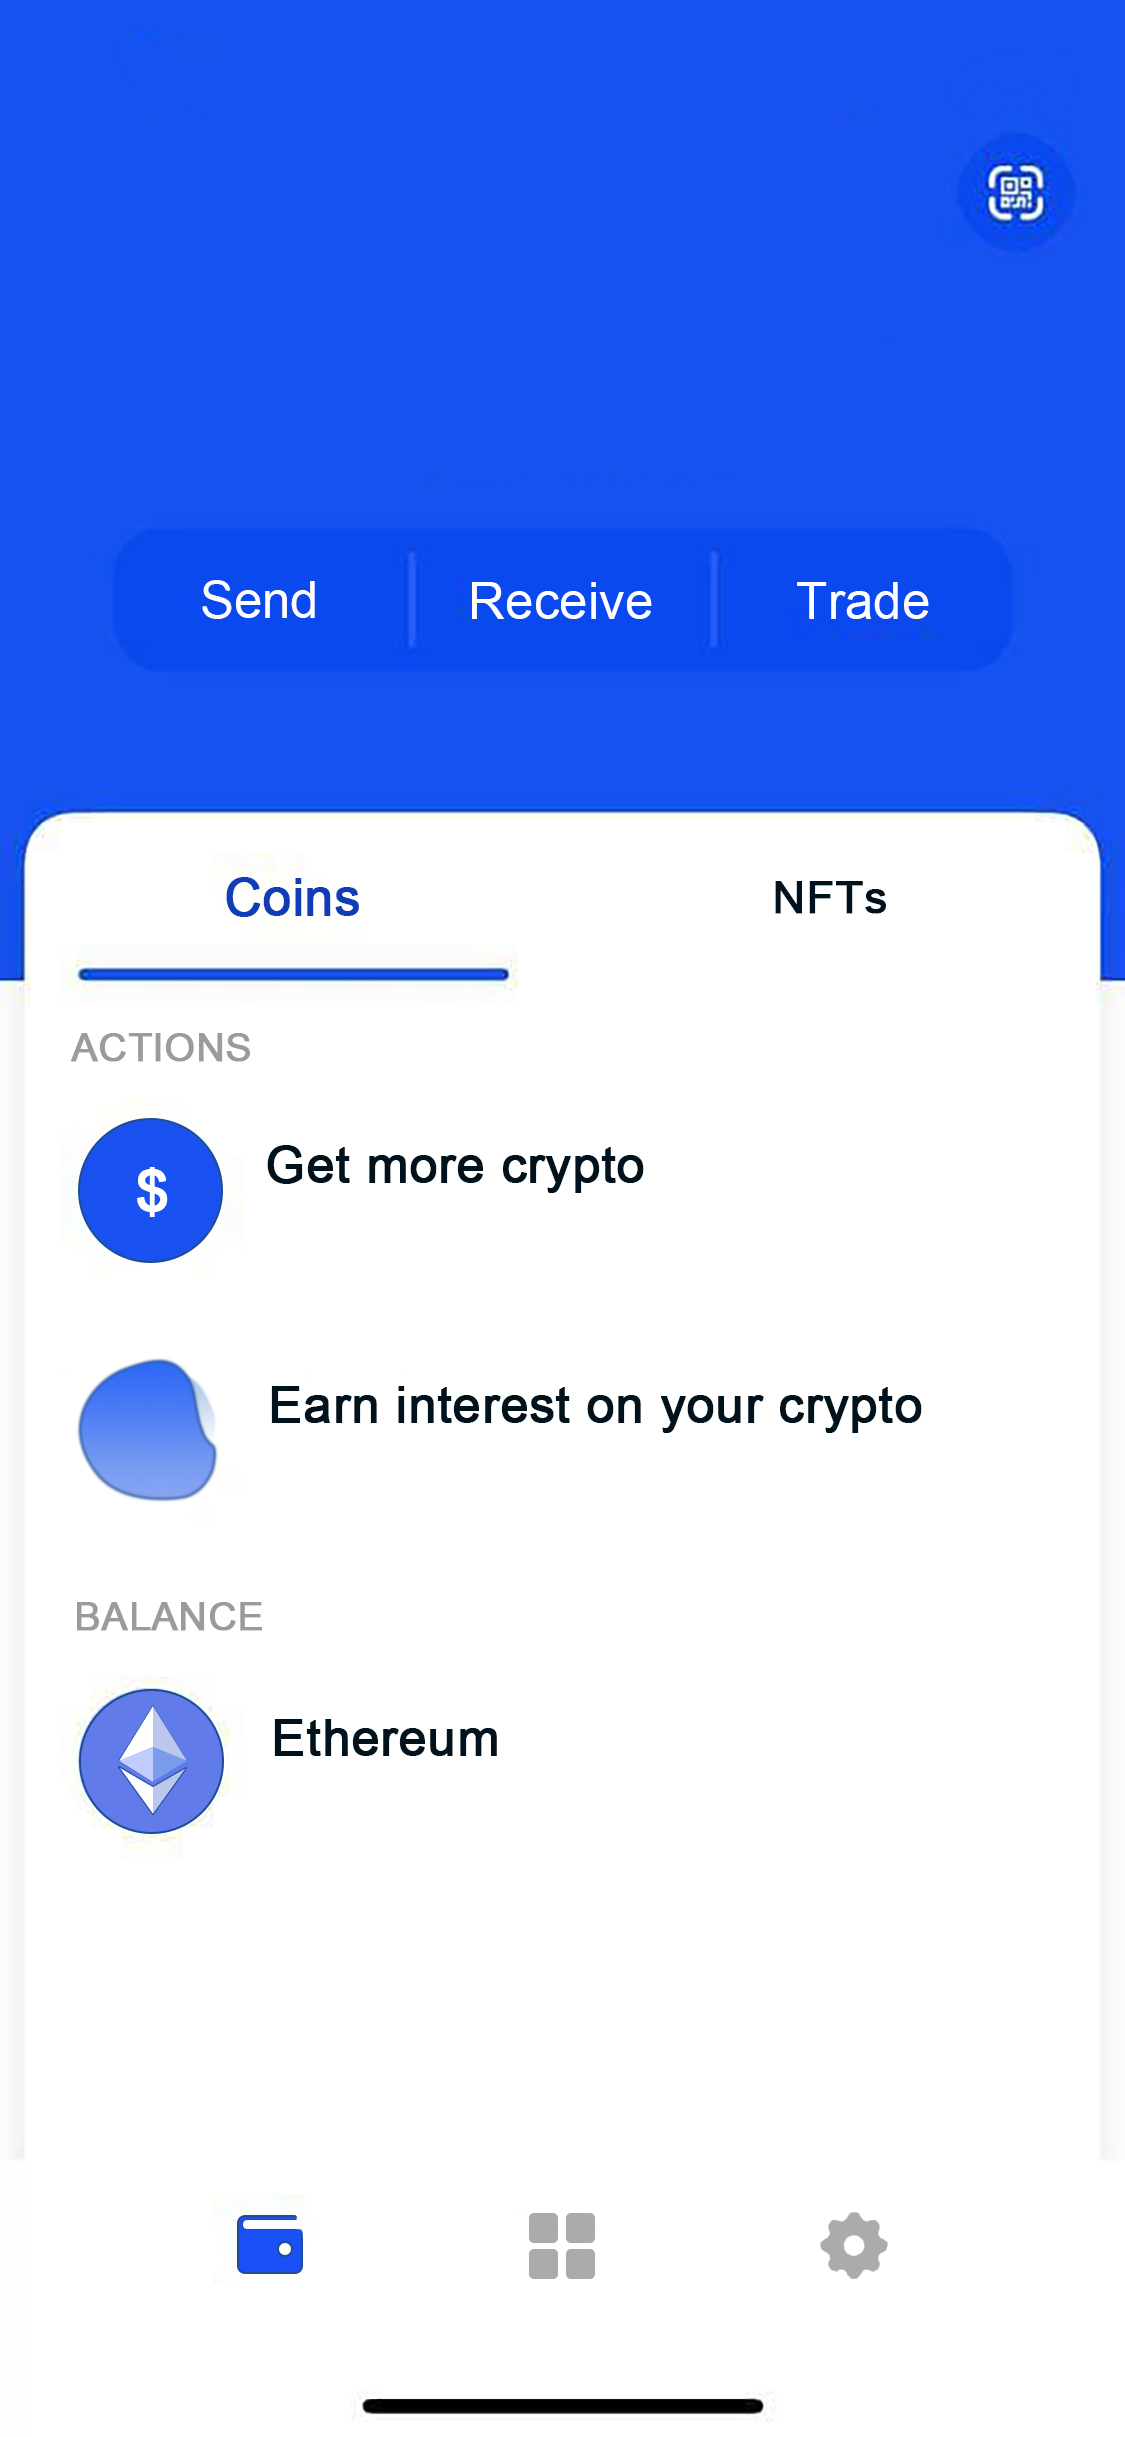 Send Receive Trade
Coins NFTs
ACTIONS
$
Get more crypto
Earn interest on your crypto
BALANCE
Ethereum